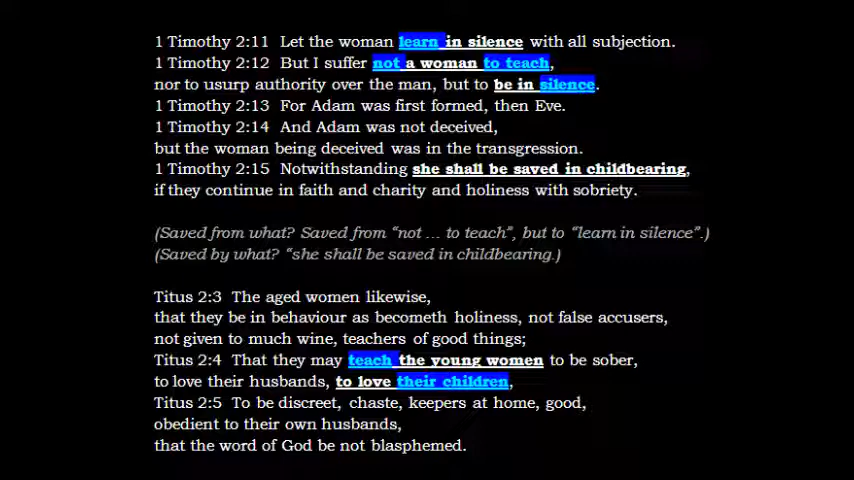 1 Timothy 2:11  Let the woman learn in silence with all subjection.
1 Timothy 2:12  But I suffer not a woman to teach,
nor to usurp authority over the man, but to be in silence.
1 Timothy 2:13  For Adam was first formed, then Eve.
1 Timothy 2:14  And Adam was not deceived,
but the woman being deceived was in the transgression.
1 Timothy 2:15  Notwithstanding she shall be saved in childbearing,
if they continue in faith and charity and holiness with sobriety.
(Saved from what? Saved from “not ... to teach”, but to “learn in silence”.)
(Saved by what? “she shall be saved in childbearing.)
Titus 2:3  The aged women likewise,
that they be in behaviour as becometh holiness, not false accusers,
not given to much wine, teachers of good things;
Titus 2:4  That they may teach the young women to be sober,
to love their husbands, to love their children,
Titus 2:5  To be discreet, chaste, keepers at home, good,
obedient to their own husbands,
that the word of God be not blasphemed.